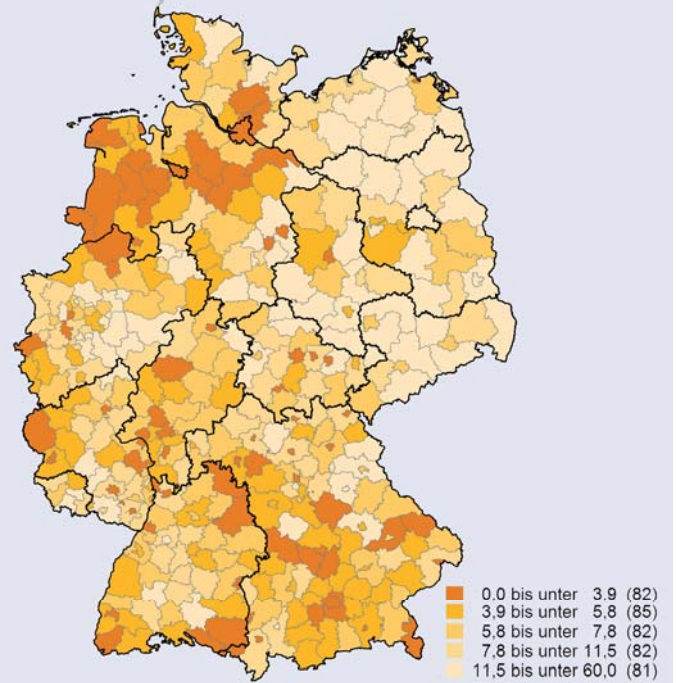 0.0 bis unter 3.9 (82)
3,9 bis unter 5,8 (85)
5,8 bis unter 7,8 (82)
7,8 bis unter 11,5 (82)
11,5 bis unter 60,0 (81)